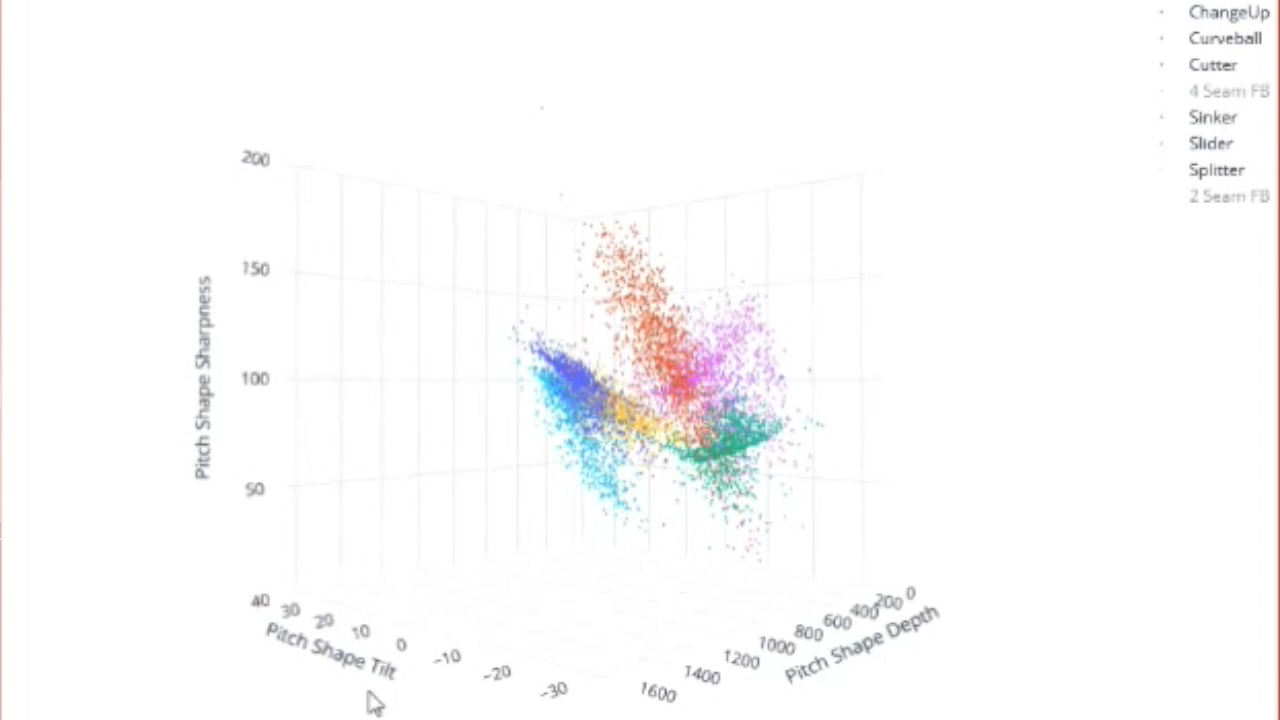 ChangeUp
Curveball
Cutter
4 Seam FB
Sinker
Slider
Splitter
2 Seam FB
200
150
100
50
40
Pitch Shape Sharpness
30
20
10
0
-10
-20
-30
Pitch Shape Tilt
1600
1400
1200
1000
800
600
400
200
0
Pitch Shape Depth